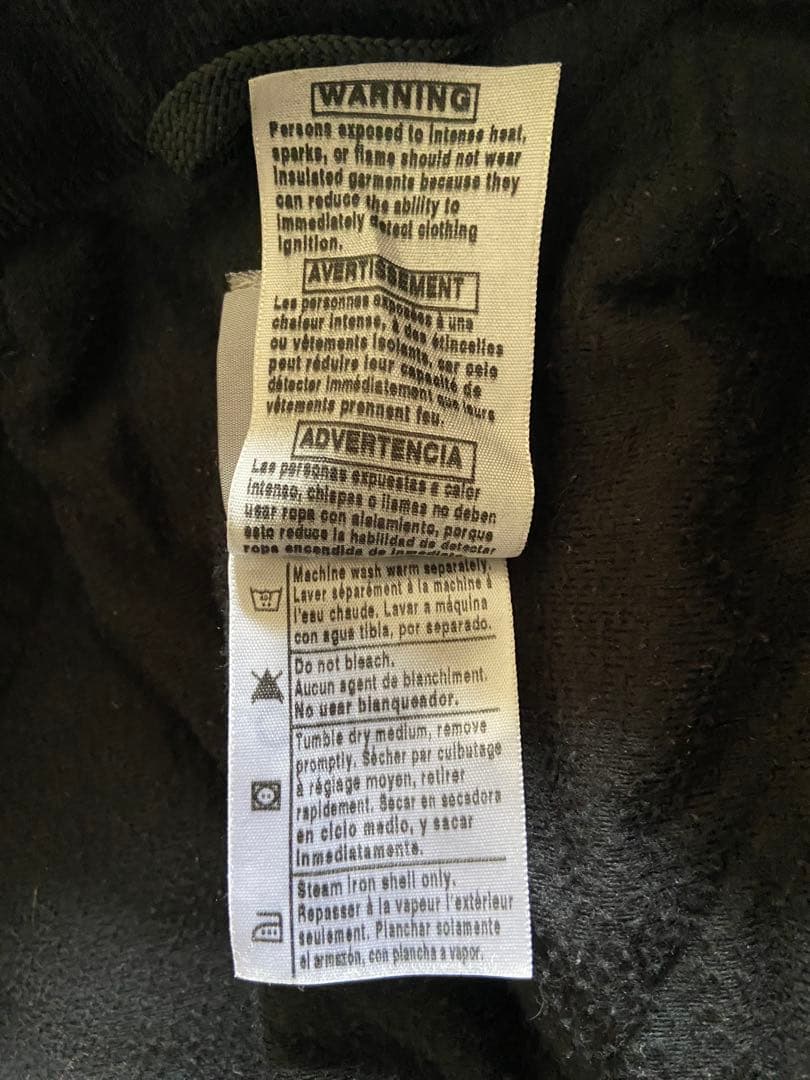 WARNING
Persons exposed to intense heat,
sparks, or flame should not wear
insulated garments because they
can reduce the ability to
immediately detect clothing
ignition.
AVERTISSEMENT
Les personnes exposées à une
chaleur intense, à des étincelles
ou vêtements isolants, car cela
peut réduire leur capacité de
détecter immédiatement que leurs
vêtements prennent feu.
ADVERTENCIA
Las personas expuestas a calor
intenso, chispas o llamas no deben
usar ropa con aislamiento, porque
esto reduce la habilidad de detectar
ropa encendida de
Machine wash warm separately.
Laver séparément à la machine à
l'eau chaude. Lavar a máquina
con agua tibia, por separado.
Do not bleach.
Aucun agent de blanchiment.
No usar blanqueador.
Tumble dry medium, remove
promptly. Sècher par culbutage
à réglage moyen, retirer
rapidement. Secar en secadora
en ciclo medio, y sacar
inmediatamente.
Steam iron shell only.
Repasser à la vapeur l'extérieur
seulement. Planchar solamente
el armazón, con plancha a vapor.